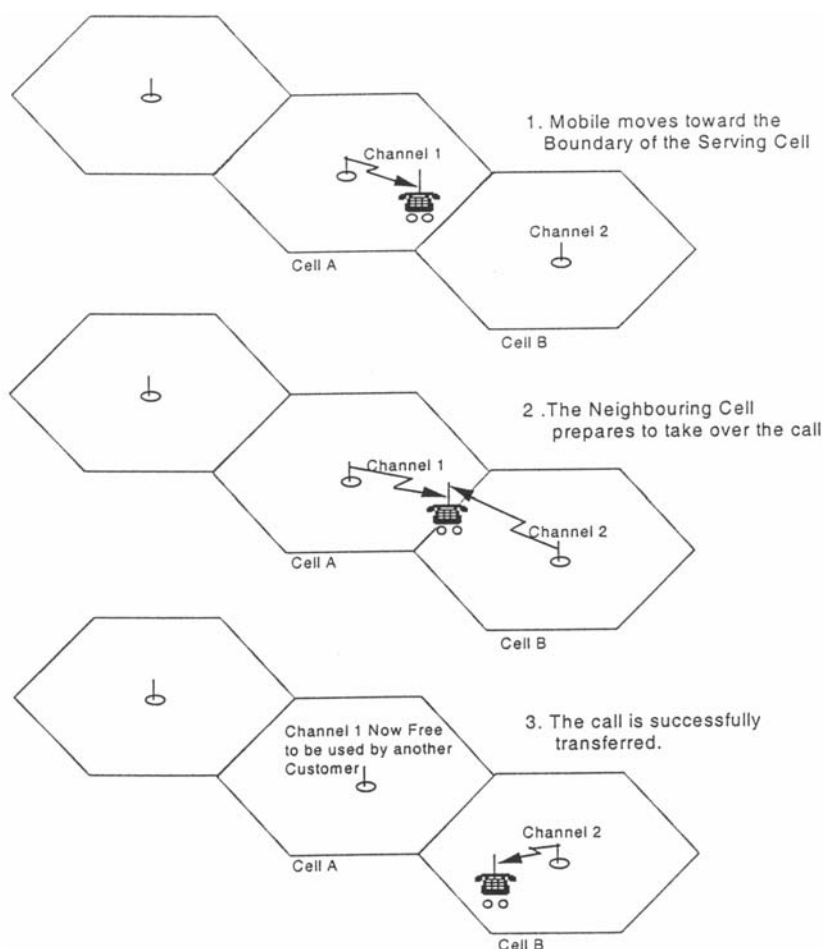 1. Mobile moves toward the
Boundary of the Serving Cell
Channel 1
Channel 2
Cell A
Cell B
2 .The Neighbouring Cell
prepares to take over the call
Channel 1
Channel 2
Cell A
Cell B
3. The call is successfully
transferred.
Channel 1 Now Free
to be used by another
Customer
Channel 2
Cell A
Cell B